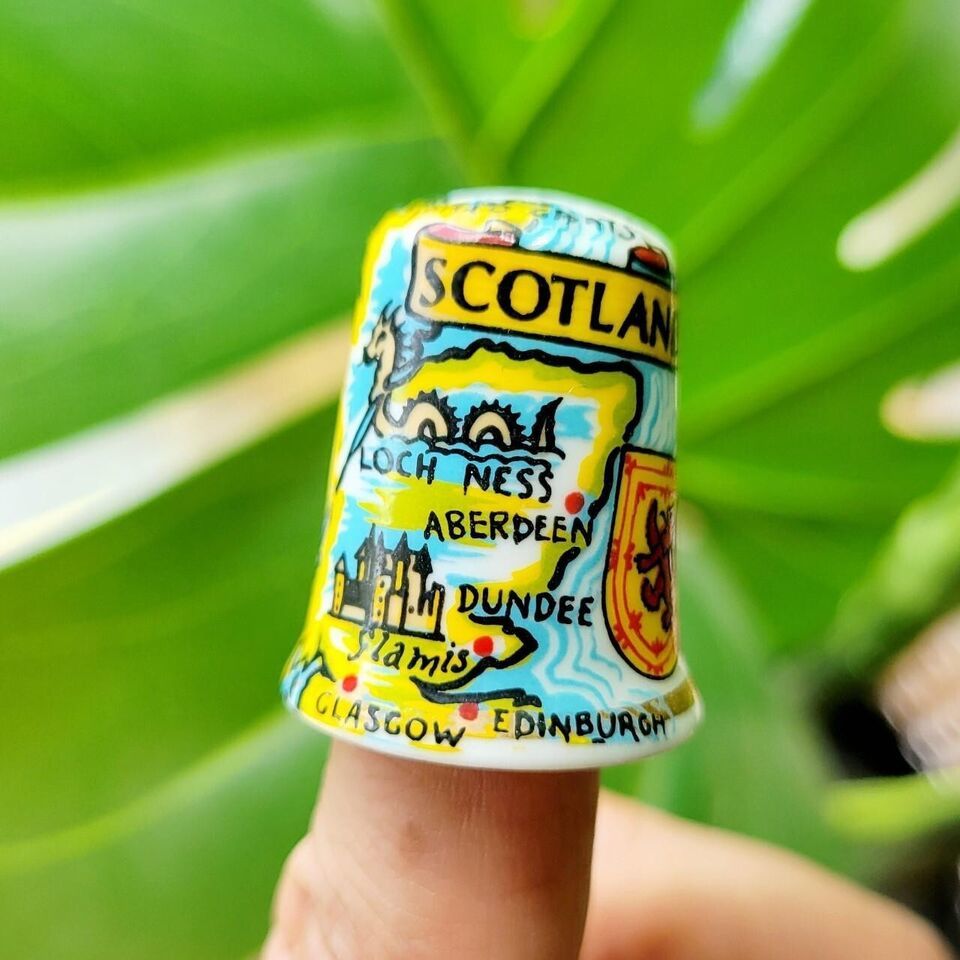 SCOTLAN
LOCH NESS
ABERDEEN
DUNDEE
Glamis
GLASGOW
EDINBURGH